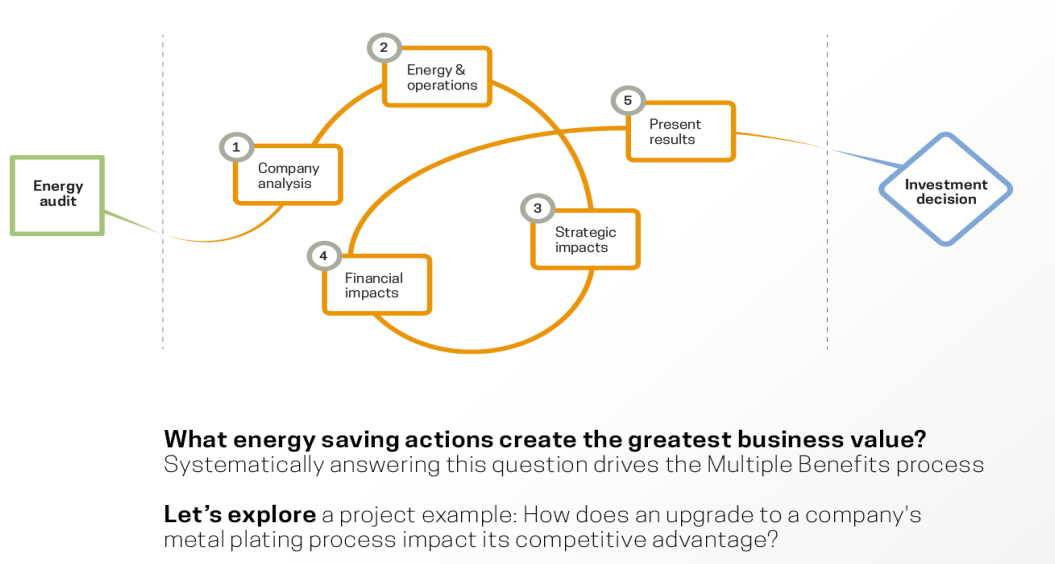 Energy
audit
1
Company
analysis
2
Energy &
operations
3
Strategic
impacts
4
Financial
impacts
5
Present
results
Investment
decision
What energy saving actions create the greatest business value?
Systematically answering this question drives the Multiple Benefits process
Let's explore a project example: How does an upgrade to a company's
metal plating process impact its competitive advantage?